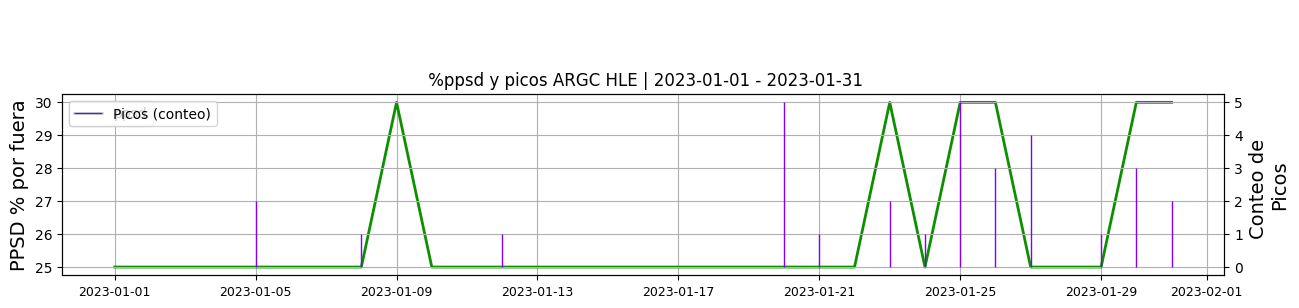 %ppsd y picos ARGC HLE | 2023-01-01 - 2023-01-31
PPSD % por fuera
30
29
28
27
26
25
Picos (conteo)
5
4
3
2
1
0
Conteo de
Picos
2023-01-01 2023-01-05 2023-01-09 2023-01-13 2023-01-17 2023-01-21 2023-01-25 2023-01-29 2023-02-01